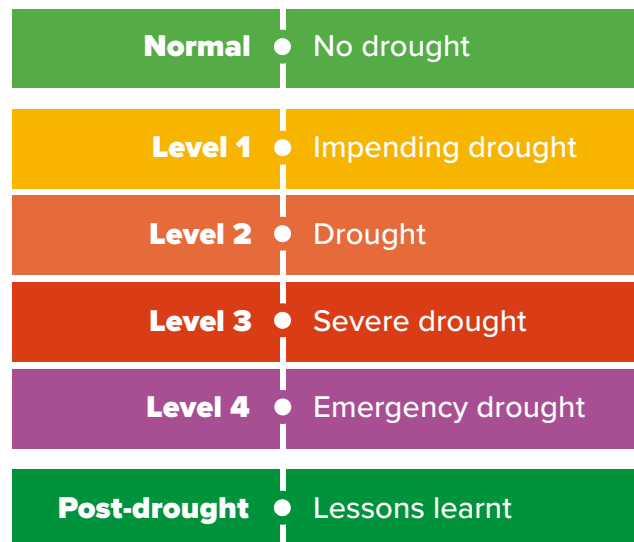 Normal No drought
Level 1 Impending drought
Level 2 Drought
Level 3 Severe drought
Level 4 Emergency drought
Post-drought Lessons learnt